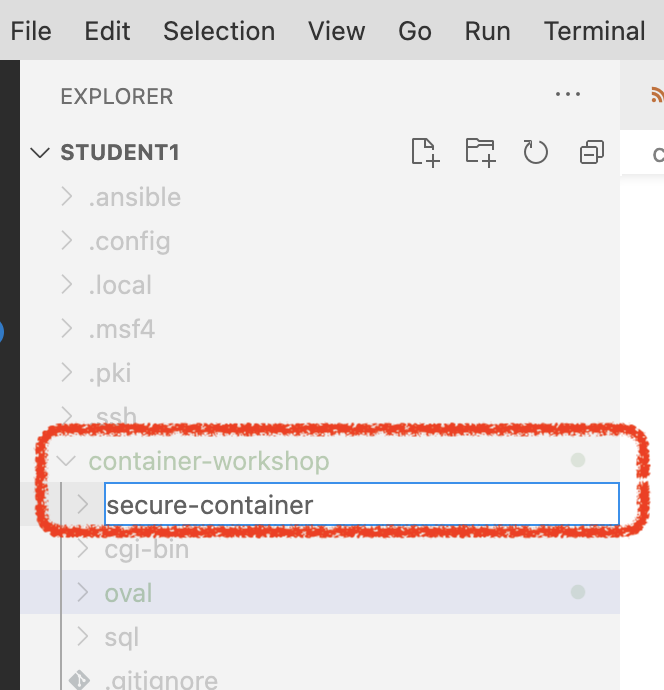 File Edit Selection View Go Run Terminal
EXPLORER
STUDENT1
.ansible
.config
.local
.msf4
.pki
.ssh
container-workshop
secure-container
cgi-bin
oval
sql
.gitignore